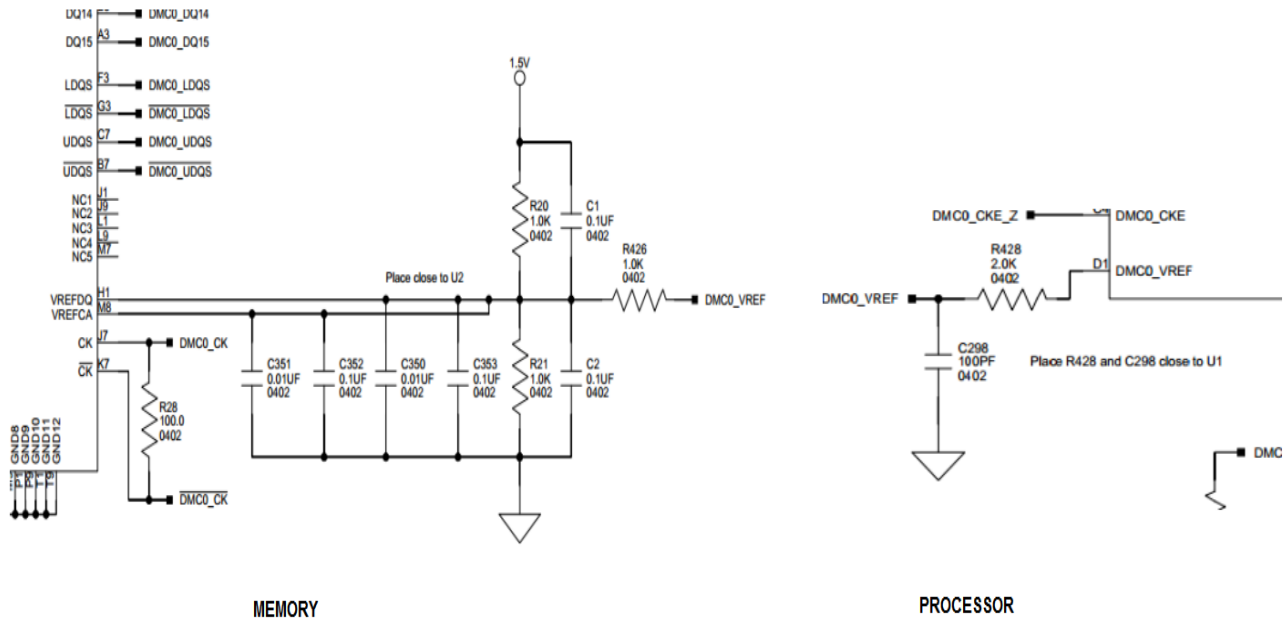 DQ14
DMC0_DQ14
DQ15 A3 DMC0_DQ15
LDQS F3 DMC0_LDQS
LDQS G3 DMC0_LDQS
UDQS C7 DMC0_UDQS
UDQS B7 DMC0_UDQS
NC1 J1
NC2 J9
NC3 L1
NC4 L9
NC5 M7
VREFDQ H1
VREFCA M8
CK J7 DMC0_CK
CK K7
R28
100.0
0402
DMC0_CK
GND8
GND9 P1
GND10 P9
GND11 T1
GND12 T9
1.5V
R20
1.0K
0402
C1
0.1UF
0402
Place close to U2
R426
1.0K
0402
DMC0_VREF
C351
0.01UF
0402
C352
0.1UF
0402
C350
0.01UF
0402
C353
0.1UF
0402
R21
1.0K
0402
C2
0.1UF
0402
MEMORY
DMC0_CKE_Z
DMC0_CKE
R428
2.0K
0402
D1
DMC0_VREF
DMC0_VREF
C298
100PF
0402
Place R428 and C298 close to U1
DMC
PROCESSOR